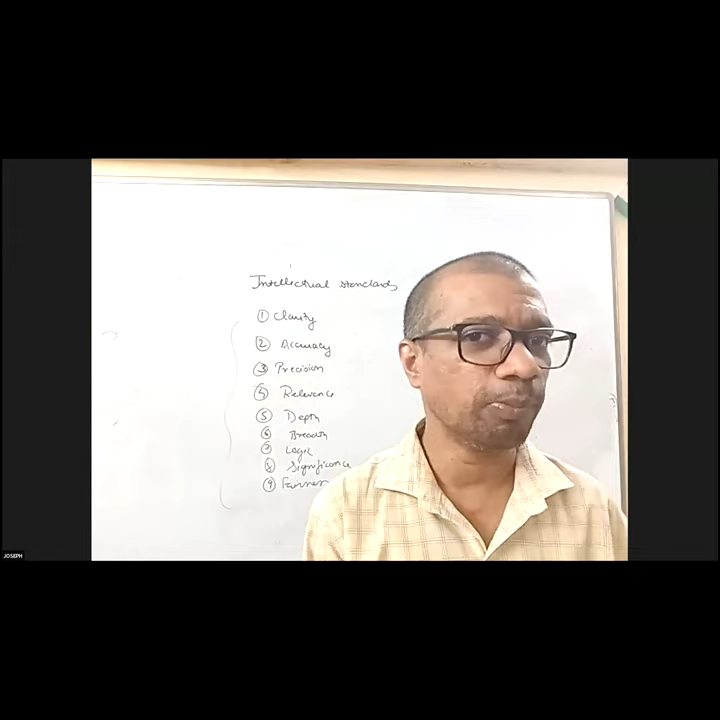 Intellectual standards
① Clarity
② Accuracy
③ Precision
④ Relevance
⑤ Depth
⑥ Breadth
⑦ Logic
⑧ Significance
⑨ Fairness
JOSEPH